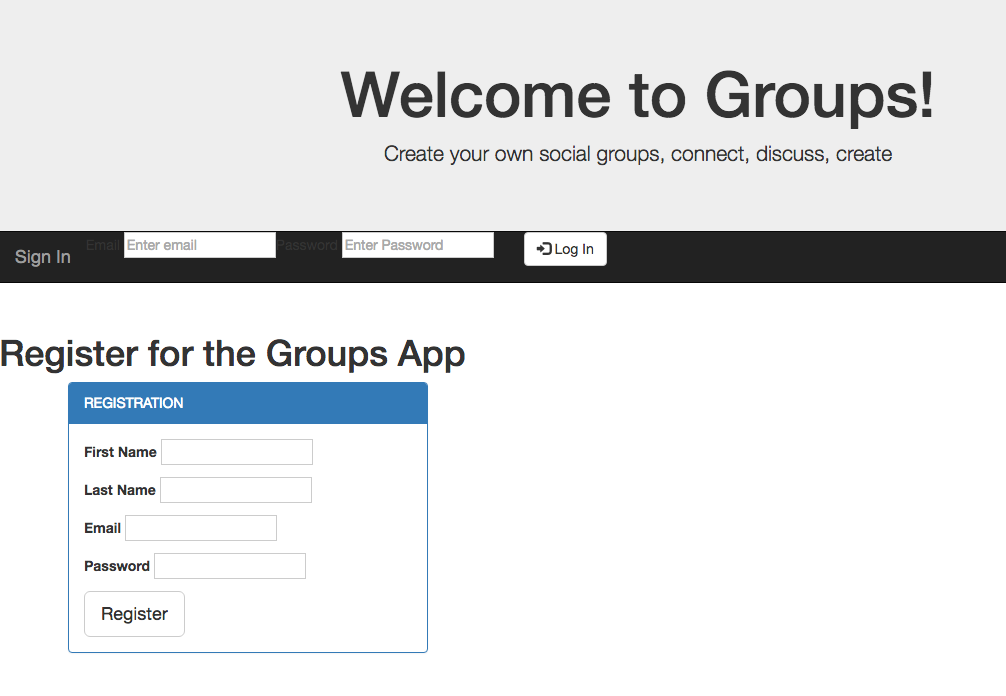 Welcome to Groups!
Create your own social groups, connect, discuss, create
Sign In Email Enter email Password Enter Password Log In
Register for the Groups App
REGISTRATION
First Name
Last Name
Email
Password
Register